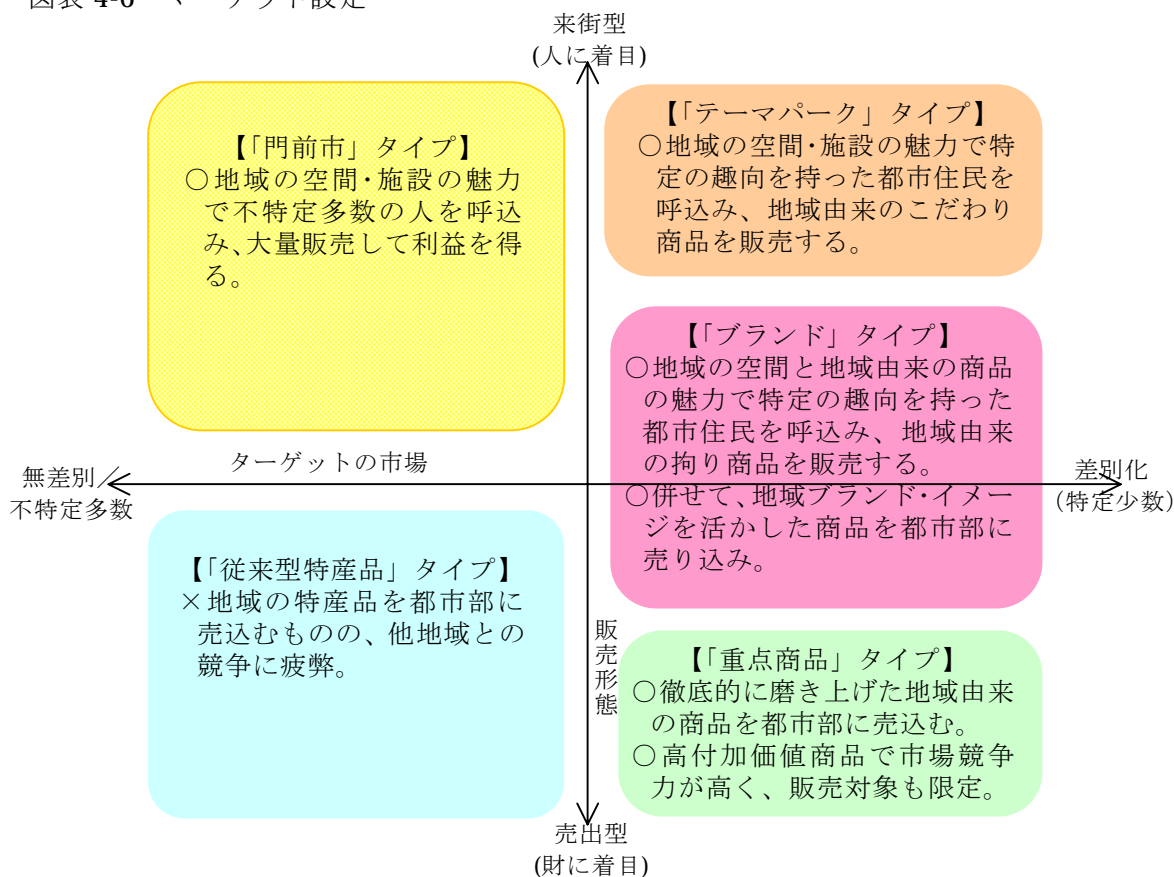 図表 4-6
来街型
(人に着目)
【「門前市」タイプ】
○地域の空間･施設の魅力
で不特定多数の人を呼込
み、大量販売して利益を得
る。
【「テーマパーク」タイプ】
○地域の空間･施設の魅力で特
定の趣向を持った都市住民を
呼込み、地域由来のこだわり
商品を販売する。
【「ブランド」タイプ】
○地域の空間と地域由来の商品
の魅力で特定の趣向を持った
都市住民を呼込み、地域由来
の拘り商品を販売する。
○併せて、地域ブランド･イメー
ジを活かした商品を都市部に
売り込み。
ターゲットの市場
無差別／
不特定多数
差別化
(特定少数)
【「従来型特産品」タイプ】
×地域の特産品を都市部に
売込むものの、他地域との
競争に疲弊。
販売形態
【「重点商品」タイプ】
○徹底的に磨き上げた地域由来
の商品を都市部に売込む。
○高付加価値商品で市場競争
力が高く、販売対象も限定。
売出型
(財に着目)